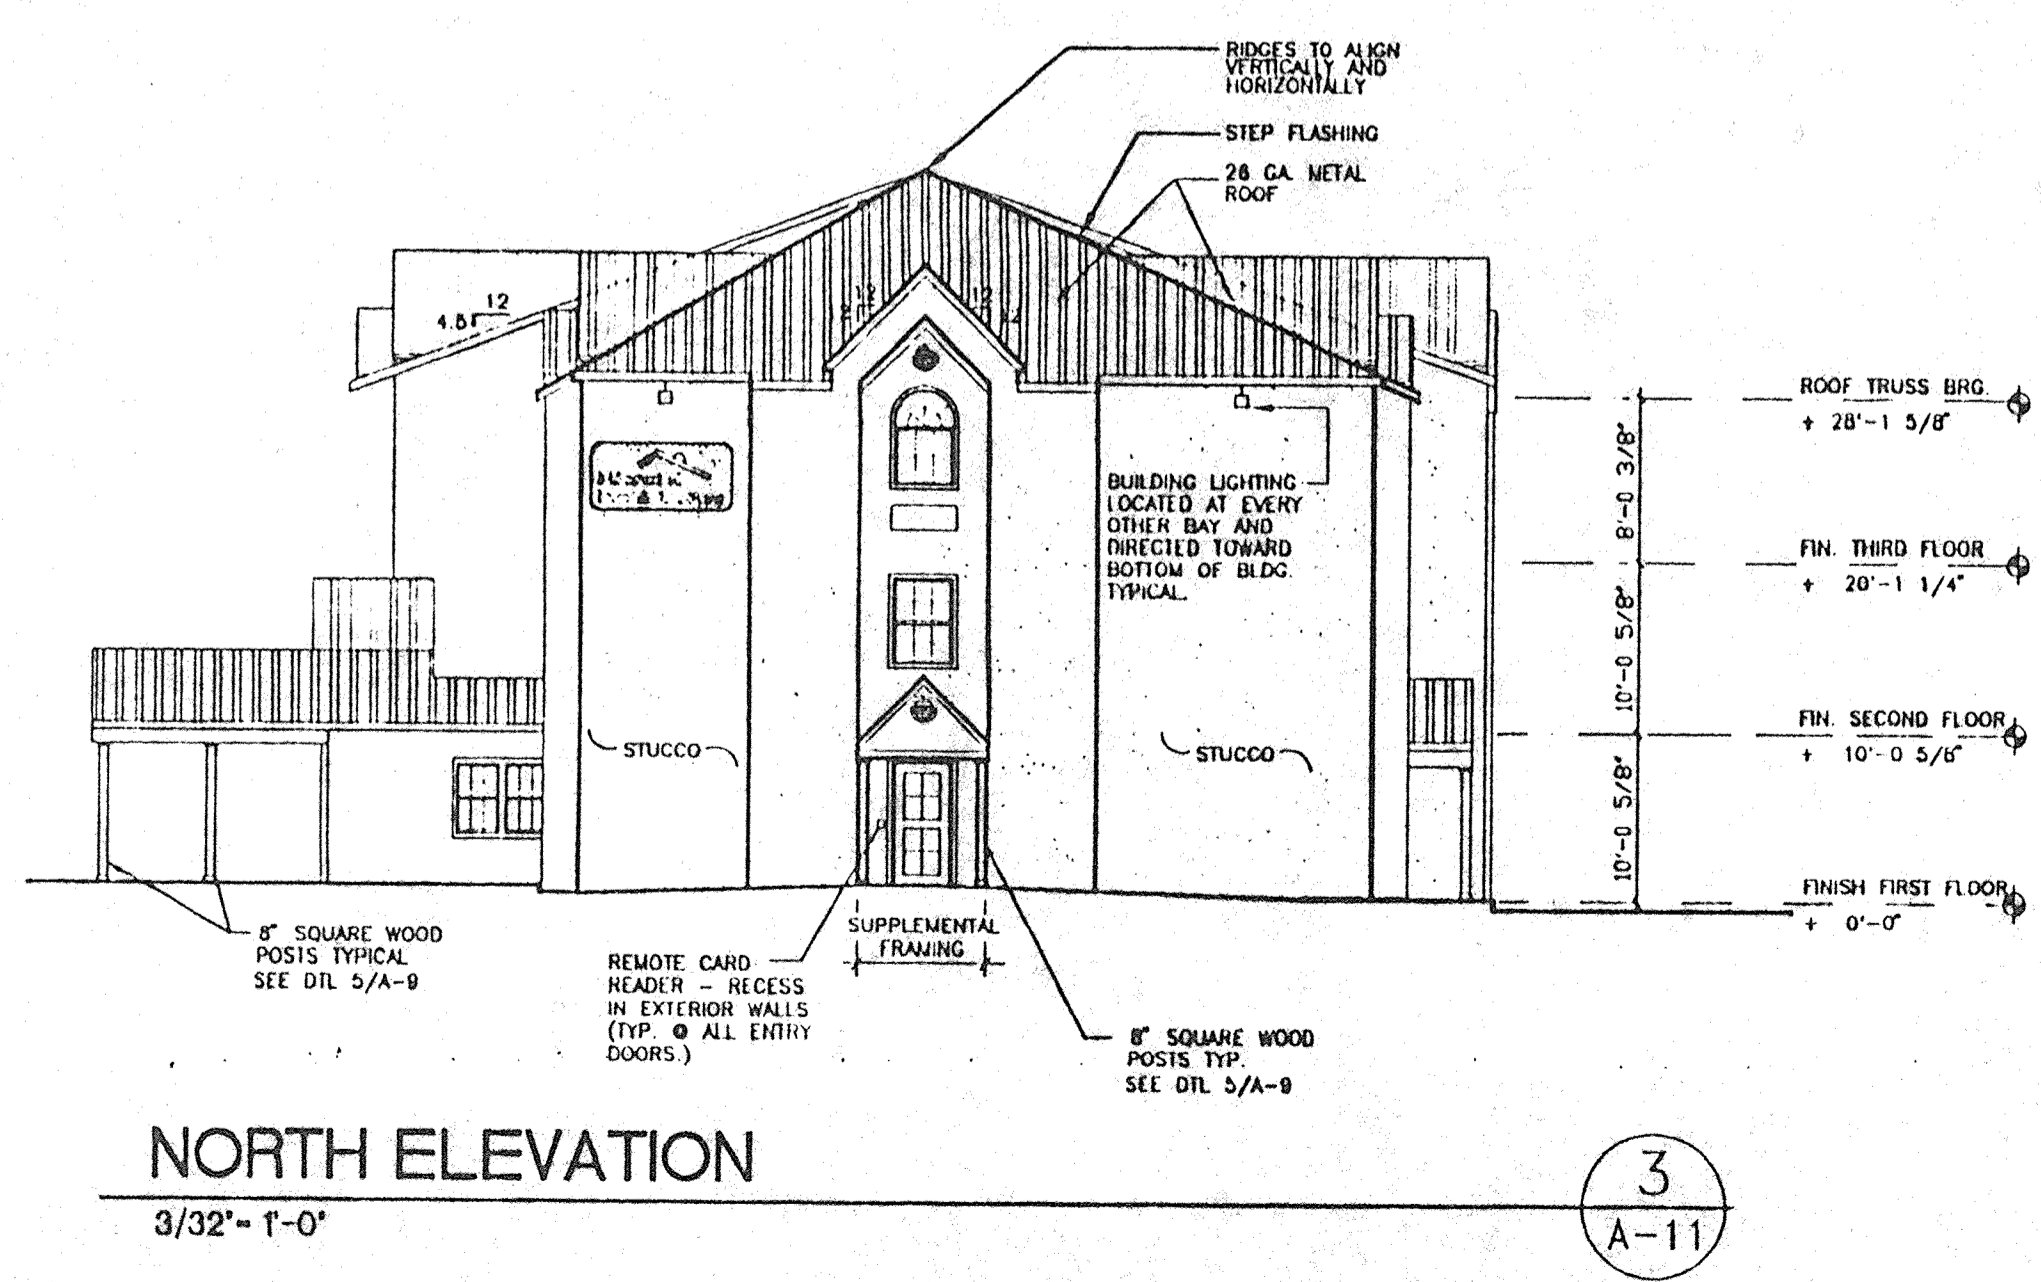 RIDGES TO ALIGN
VERTICALLY AND
HORIZONTALLY
STEP FLASHING
26 GA. METAL
ROOF
12
4.5
12
12
12
ROOF TRUSS BRG.
+ 28'-1 5/8"
8'-0 3/8"
BUILDING LIGHTING
LOCATED AT EVERY
OTHER BAY AND
DIRECTED TOWARD
BOTTOM OF BLDG.
TYPICAL.
FIN. THIRD FLOOR
+ 20'-1 1/4"
10'-0 5/8"
FIN. SECOND FLOOR
+ 10'-0 5/8"
STUCCO
STUCCO
10'-0 5/8"
FINISH FIRST FLOOR
+ 0'-0"
8" SQUARE WOOD
POSTS TYPICAL
SEE DTL 5/A-9
SUPPLEMENTAL
FRAMING
REMOTE CARD
READER - RECESS
IN EXTERIOR WALLS
(TYP. @ ALL ENTRY
DOORS.)
8" SQUARE WOOD
POSTS TYP.
SEE DTL 5/A-9
NORTH ELEVATION
3/32"= 1'-0"
3
A-11